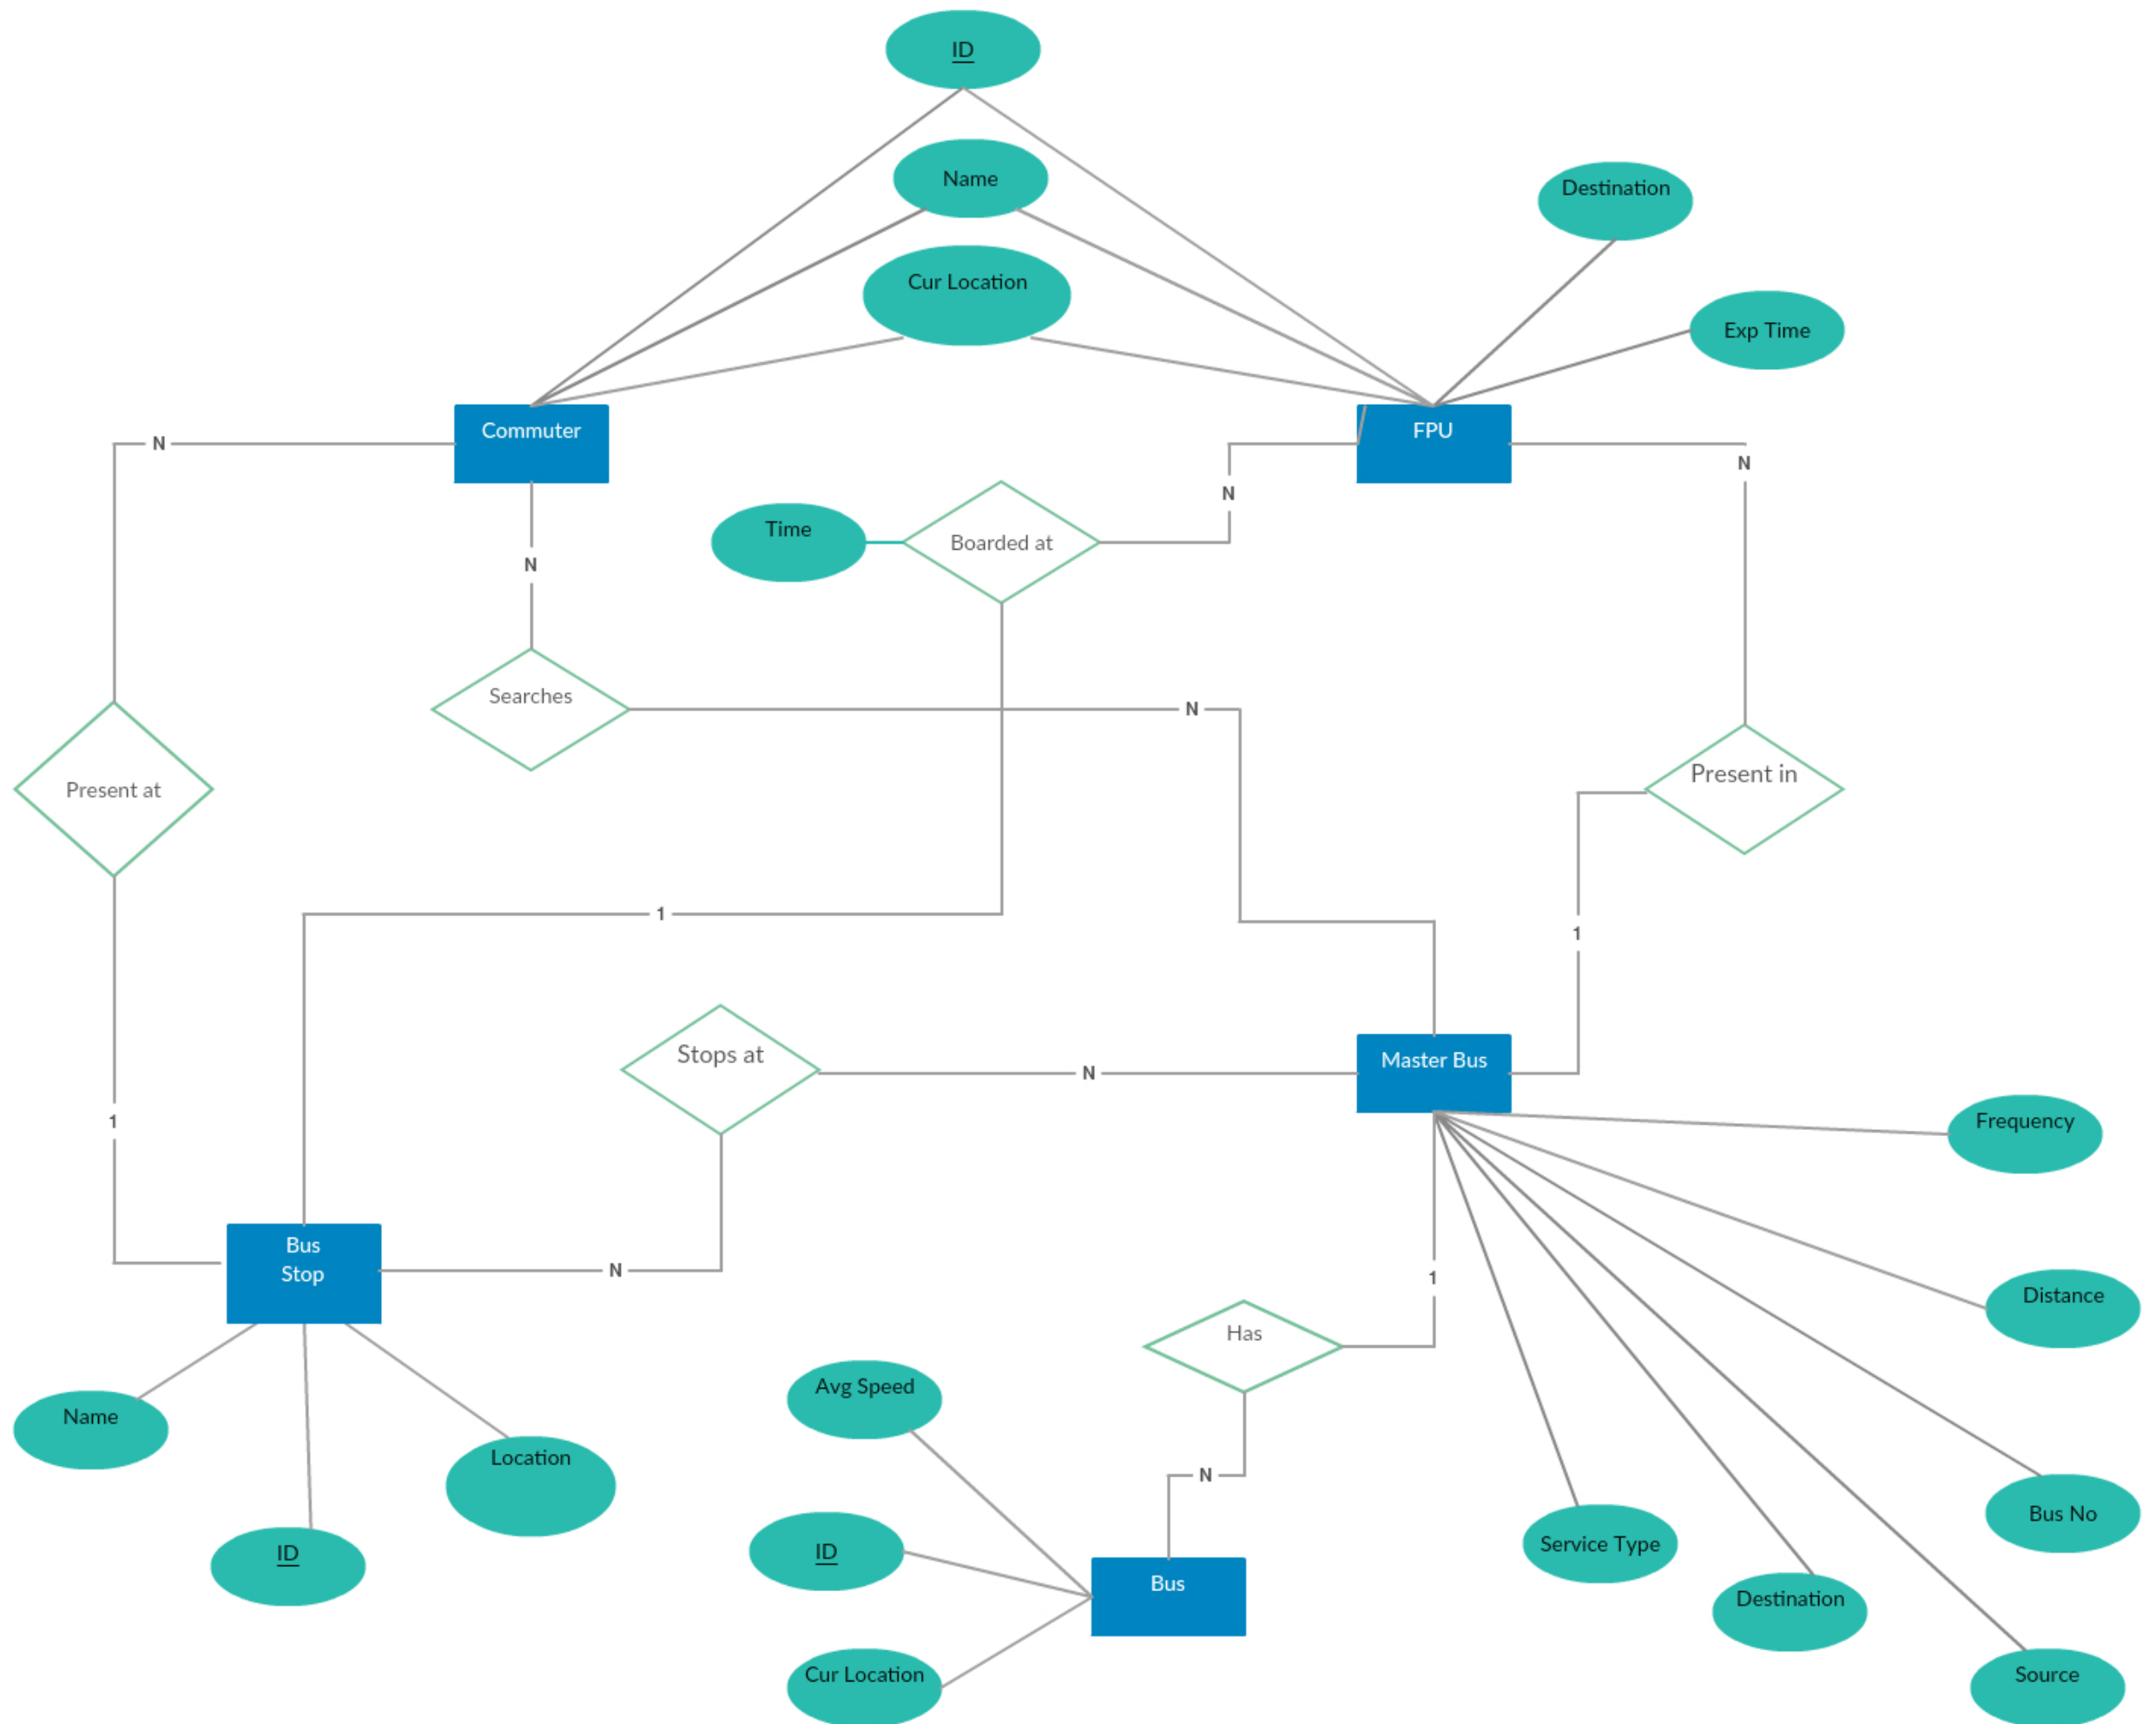 ID
Name
Destination
Cur Location
Exp Time
Commuter
FPU
N
N
N
Time
Boarded at
N
Searches
N
Present in
Present at
1
1
Stops at
Master Bus
N
1
Frequency
Bus
Stop
N
1
Distance
Has
Avg Speed
Name
Location
N
Bus No
ID
ID
Bus
Service Type
Destination
Cur Location
Source